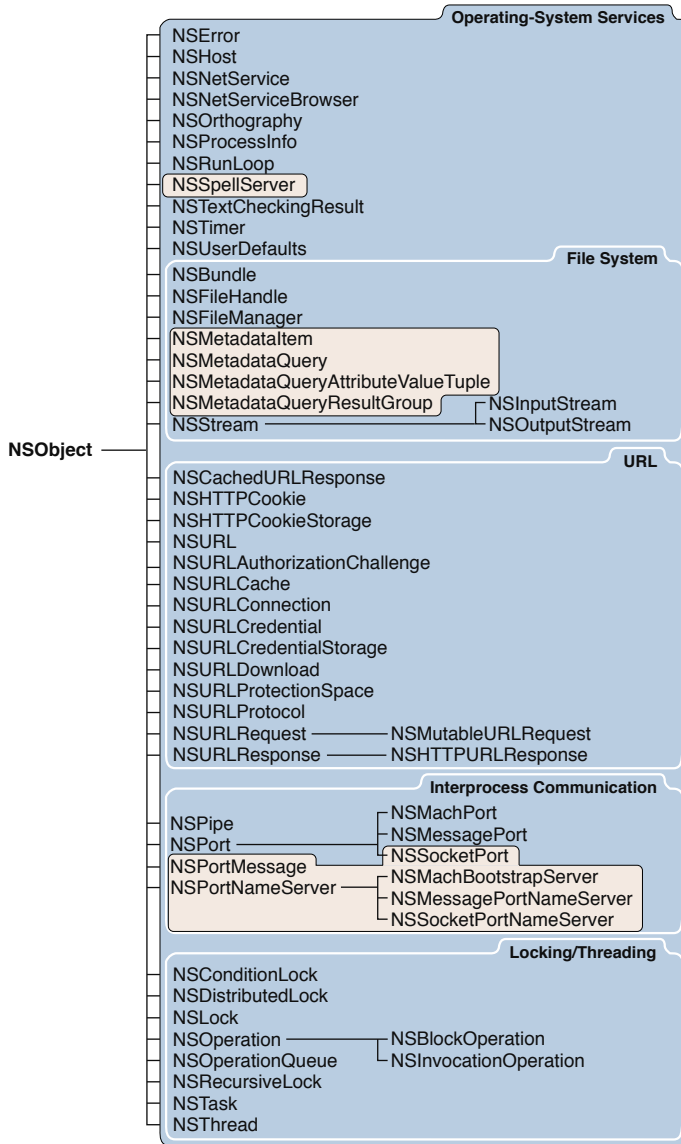 Operating-System Services
NSError
NSHost
NSNetService
NSNetServiceBrowser
NSOrthography
NSProcessInfo
NSRunLoop
NSSpellServer
NSTextCheckingResult
NSTimer
NSUserDefaults
File System
NSBundle
NSFileHandle
NSFileManager
NSMetadataItem
NSMetadataQuery
NSMetadataQueryAttributeValueTuple
NSMetadataQueryResultGroup
NSInputStream
NSStream
NSOutputStream
NSObject
URL
NSCachedURLResponse
NSHTTPCookie
NSHTTPCookieStorage
NSURL
NSURLAuthorizationChallenge
NSURLCache
NSURLConnection
NSURLCredential
NSURLCredentialStorage
NSURLDownload
NSURLProtectionSpace
NSURLProtocol
NSURLRequest
NSMutableURLRequest
NSURLResponse
NSHTTPURLResponse
Interprocess Communication
NSMachPort
NSPipe
NSMessagePort
NSPort
NSSocketPort
NSPortMessage
NSMachBootstrapServer
NSPortNameServer
NSMessagePortNameServer
NSSocketPortNameServer
Locking/Threading
NSConditionLock
NSDistributedLock
NSLock
NSOperation
NSBlockOperation
NSOperationQueue
NSInvocationOperation
NSRecursiveLock
NSTask
NSThread